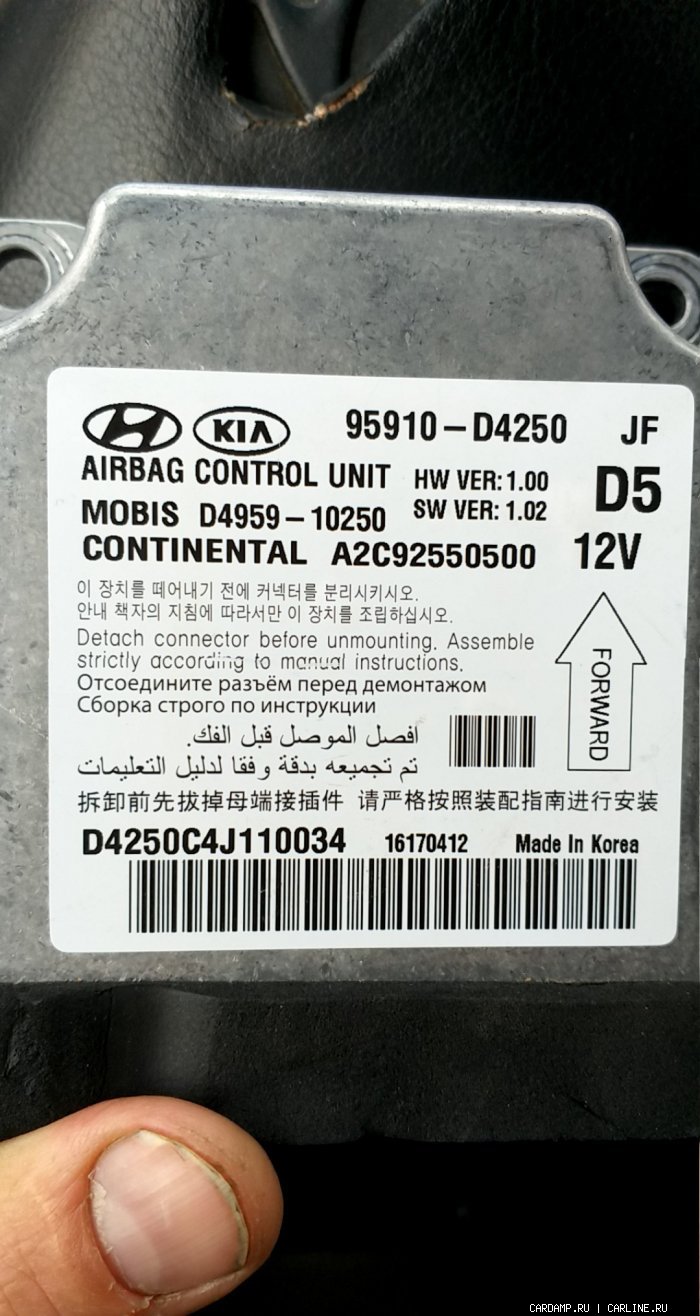 KIA 95910-D4250 JF
AIRBAG CONTROL UNIT HW VER:1.00 D5
MOBIS D4959-10250 SW VER: 1.02
CONTINENTAL A2C92550500 12V
이 장치를 떼어내기 전에 커넥터를 분리시키시오.
안내 책자의 지침에 따라서만 이 장치를 조립하십시오.
Detach connector before unmounting. Assemble
strictly according to manual instructions.
FORWARD
Отсоедините разъём перед демонтажом
Сборка строго по инструкции
افصل الموصل قبل الفك.
تم تجميعه بدقة وفقا لدليل التعليمات
拆卸前先拔掉母端接插件 请严格按照装配指南进行安装
D4250C4J110034 16170412 Made In Korea
CARDAMP.RU | CARLINE.RU